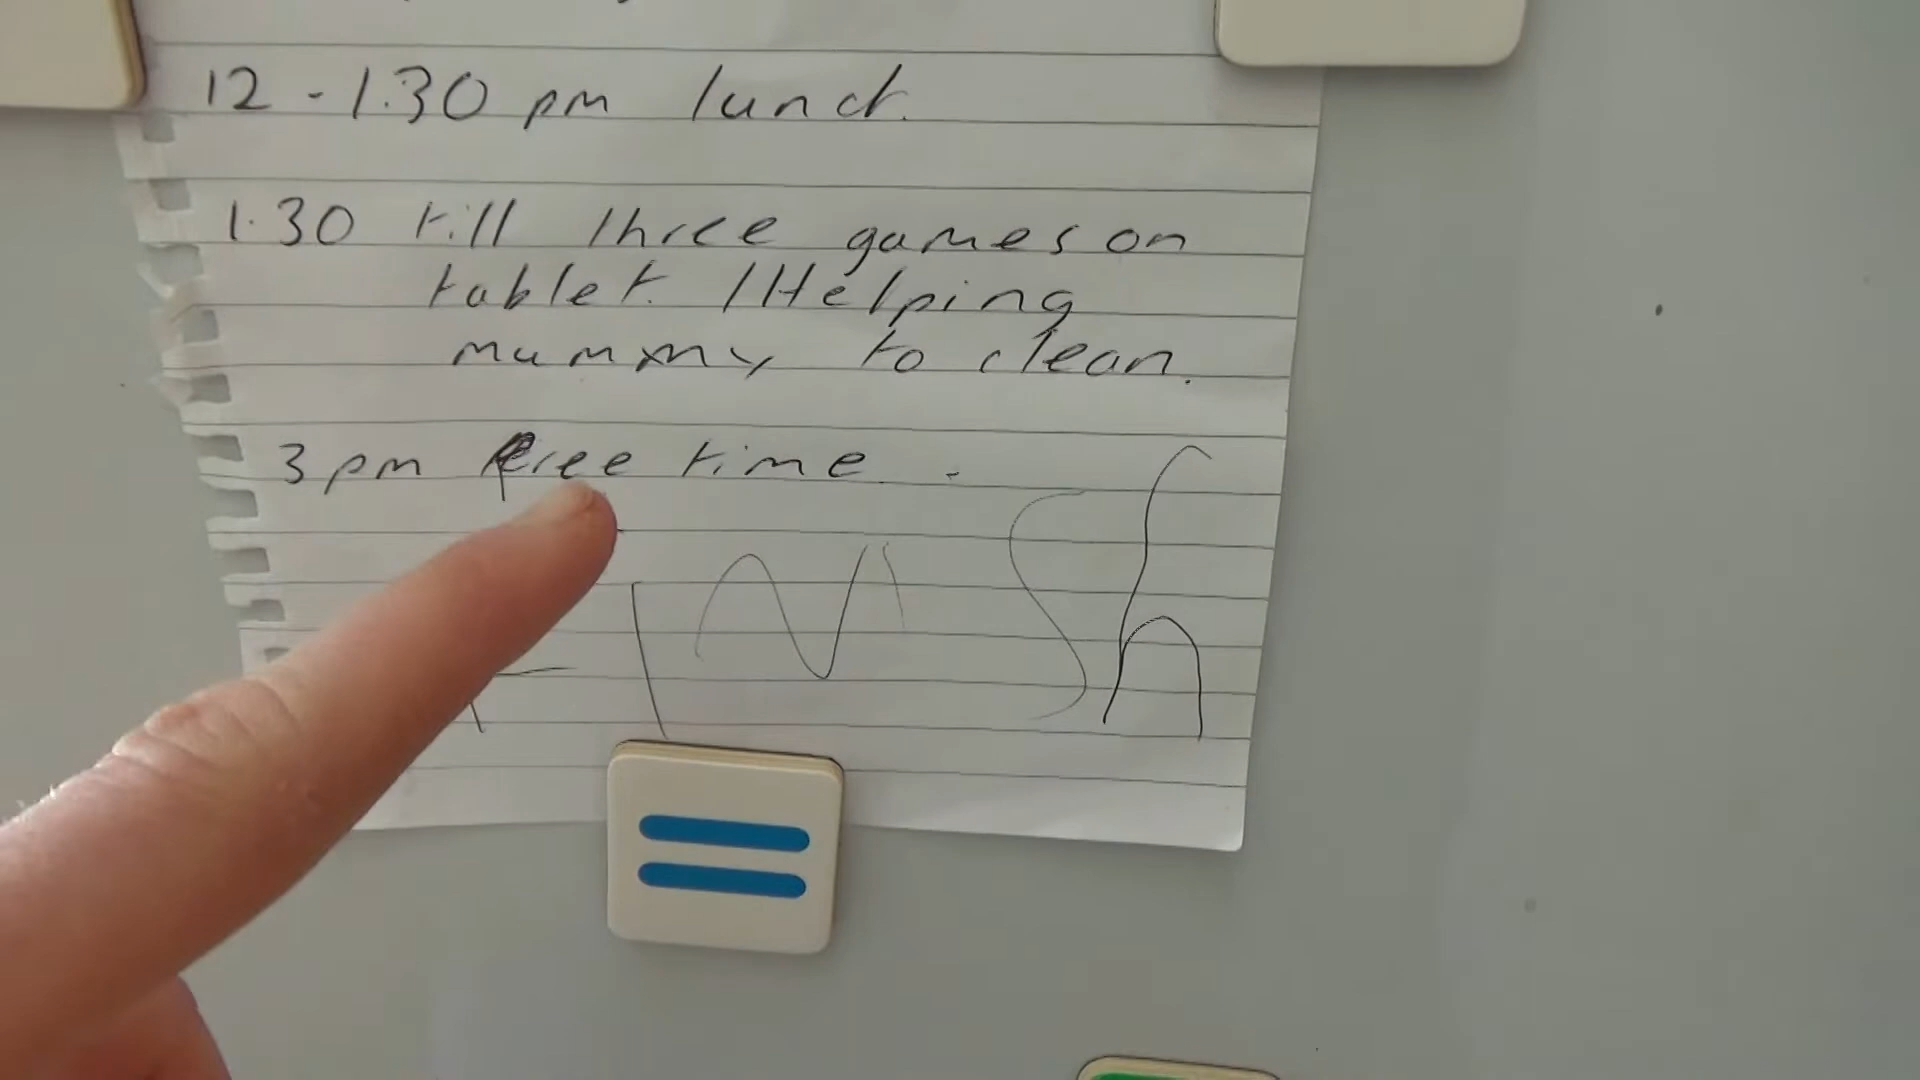 12 - 1.30 pm lunch.
1.30 till three games on
tablet. / Helping
mummy to clean.
3pm free time.
=